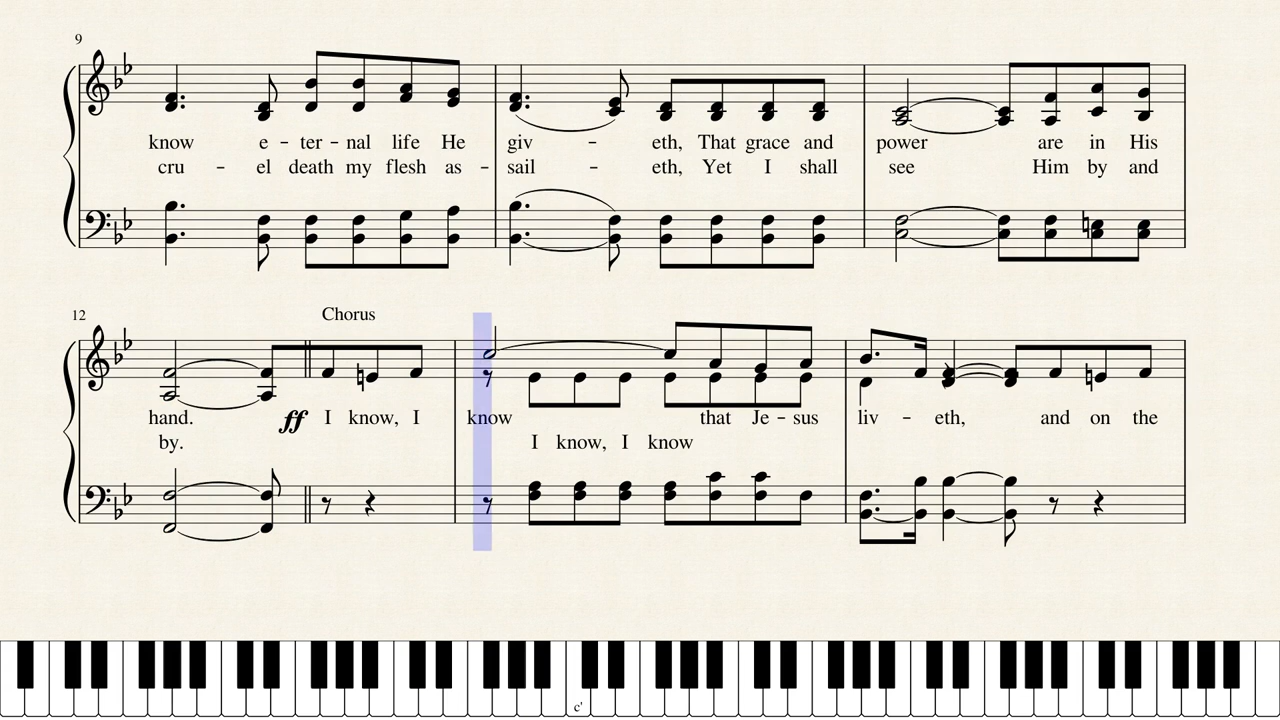 9
know e - ter - nal life He giv - eth, That grace and power are in His
cru - el death my flesh as - sail - eth, Yet I shall see Him by and
12
Chorus
hand. ff I know, I know that Je - sus liv - eth, and on the
by. I know, I know
c'